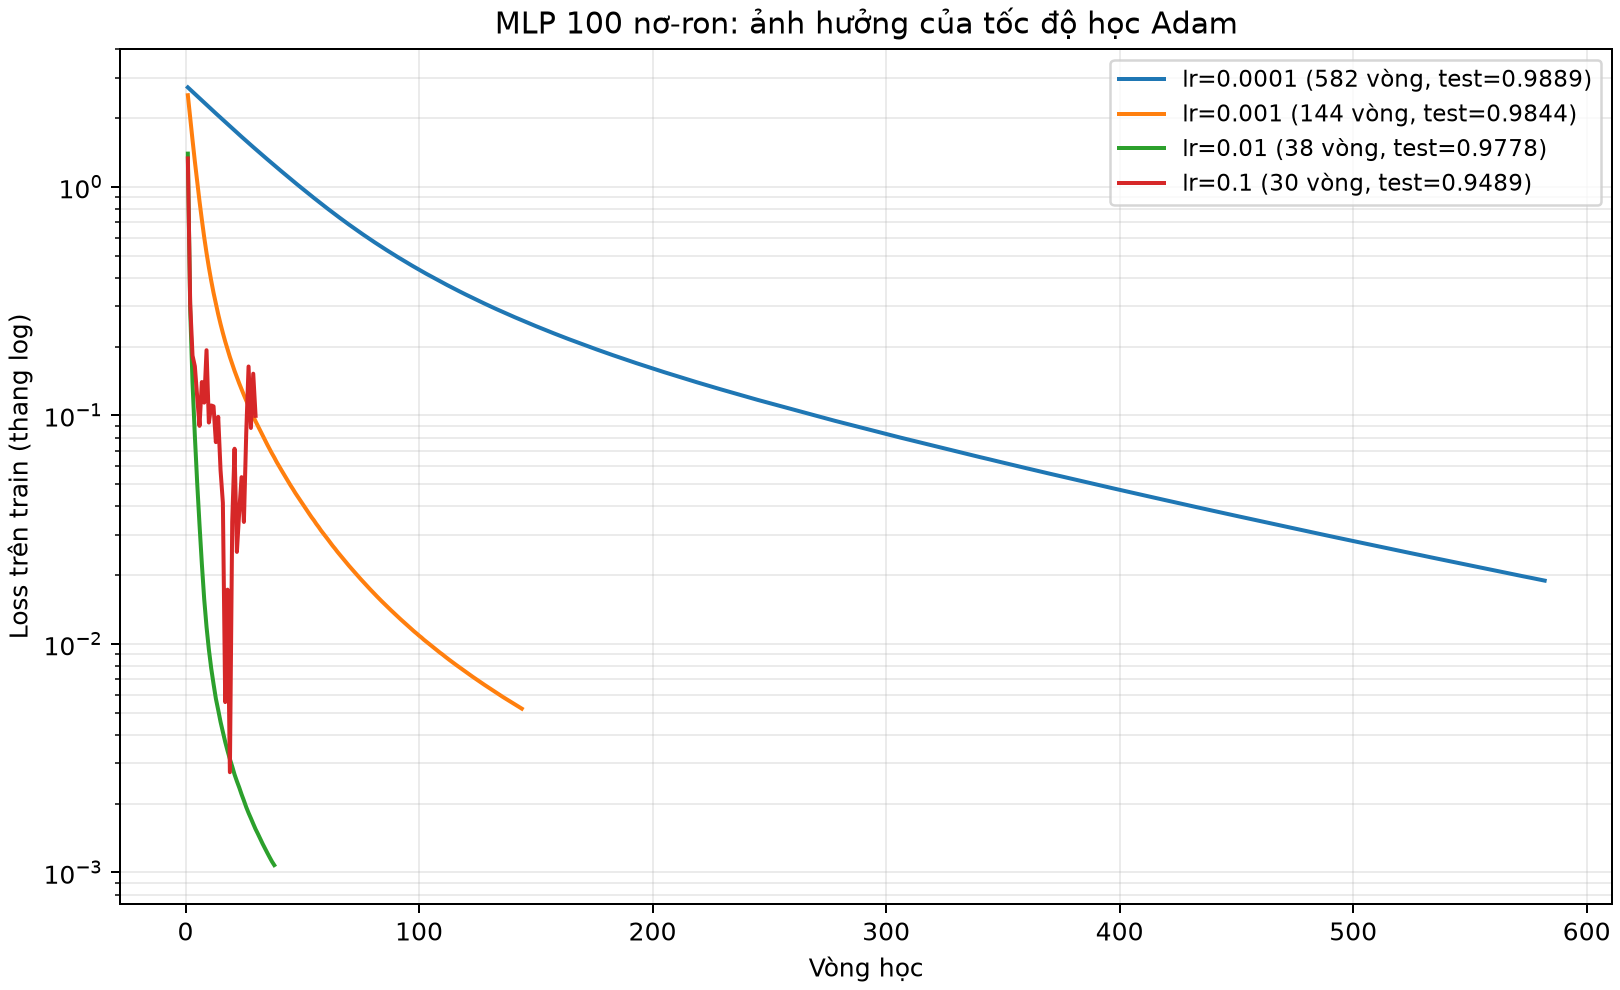 MLP 100 nơ-ron: ảnh hưởng của tốc độ học Adam
lr=0.0001 (582 vòng, test=0.9889)
lr=0.001 (144 vòng, test=0.9844)
lr=0.01 (38 vòng, test=0.9778)
lr=0.1 (30 vòng, test=0.9489)
Loss trên train (thang log)
10⁰
10⁻¹
10⁻²
10⁻³
0 100 200 300 400 500 600
Vòng học